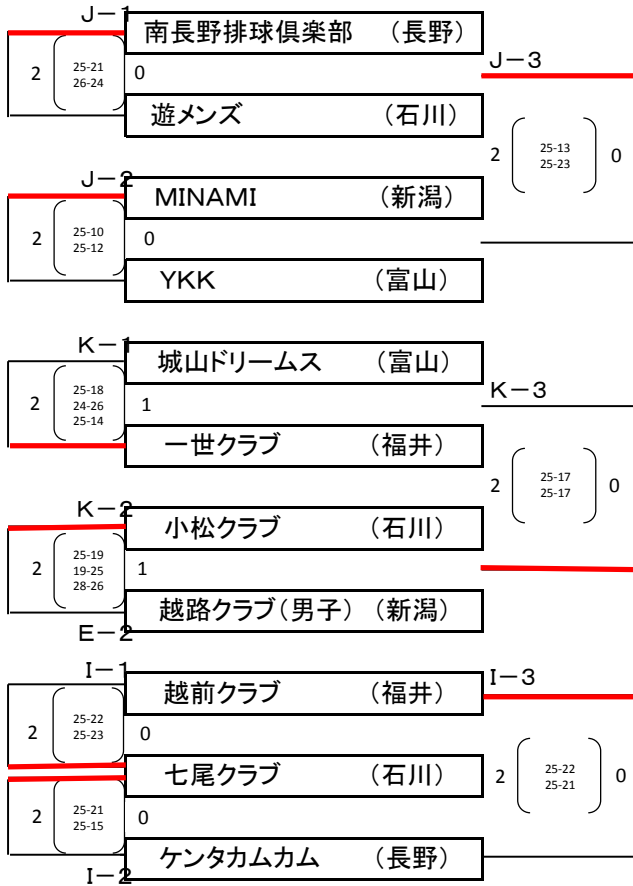 J－1
南長野排球倶楽部 （長野）
J－3
2 25-21 0
26-24
遊メンズ （石川）
2 25-13 0
25-23
J－2
MINAMI （新潟）
2 25-10 0
25-12
YKK （富山）
K－1
城山ドリームス （富山）
K－3
2 25-18 1
24-26
25-14
一世クラブ （福井）
2 25-17 0
25-17
K－2
小松クラブ （石川）
2 25-19 1
19-25
28-26
越路クラブ（男子） （新潟）
E－2
I－1
越前クラブ （福井）
I－3
2 25-22 0
25-23
七尾クラブ （石川）
2 25-22 0
25-21
2 25-21 0
25-15
ケンタカムカム （長野）
I－2